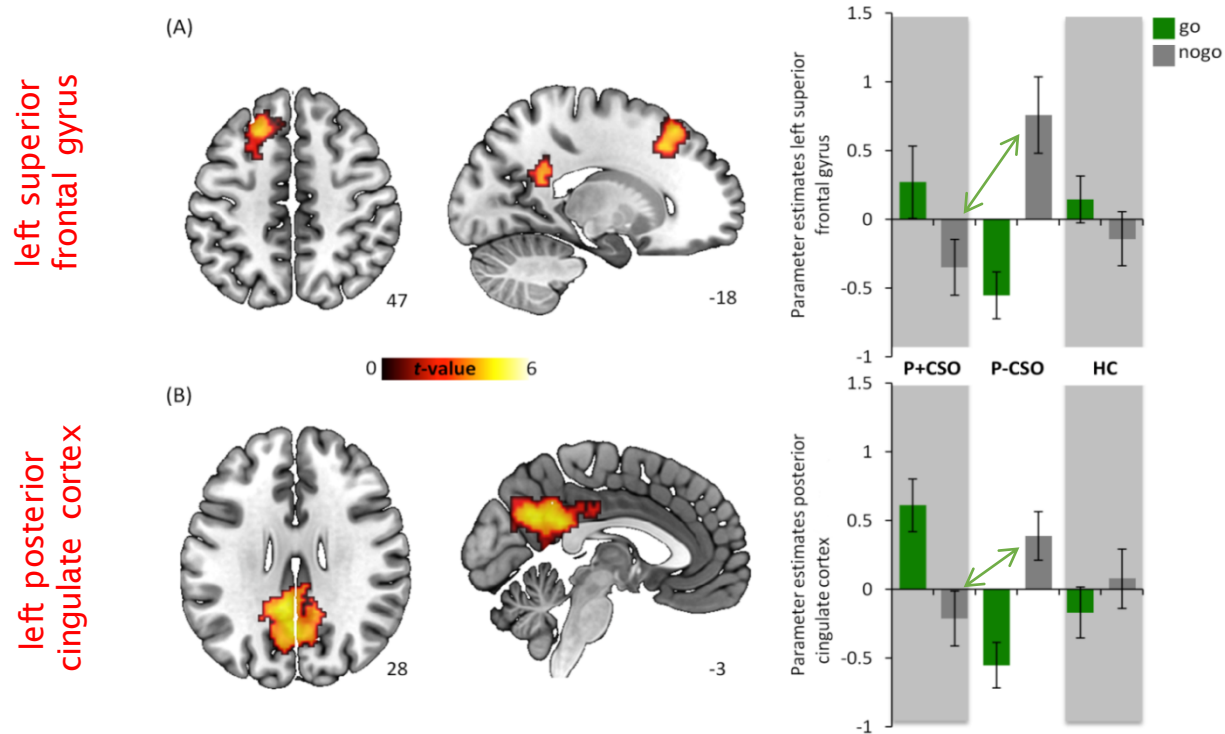 left superior
frontal gyrus
(A)
47
-18
Parameter estimates left superior
frontal gyrus
1.5
1
0.5
0
-0.5
-1
go
nogo
0
t-value
6
P+CSO
P-CSO
HC
left posterior
cingulate cortex
(B)
28
-3
Parameter estimates posterior
cingulate cortex
1.5
1
0.5
0
-0.5
-1